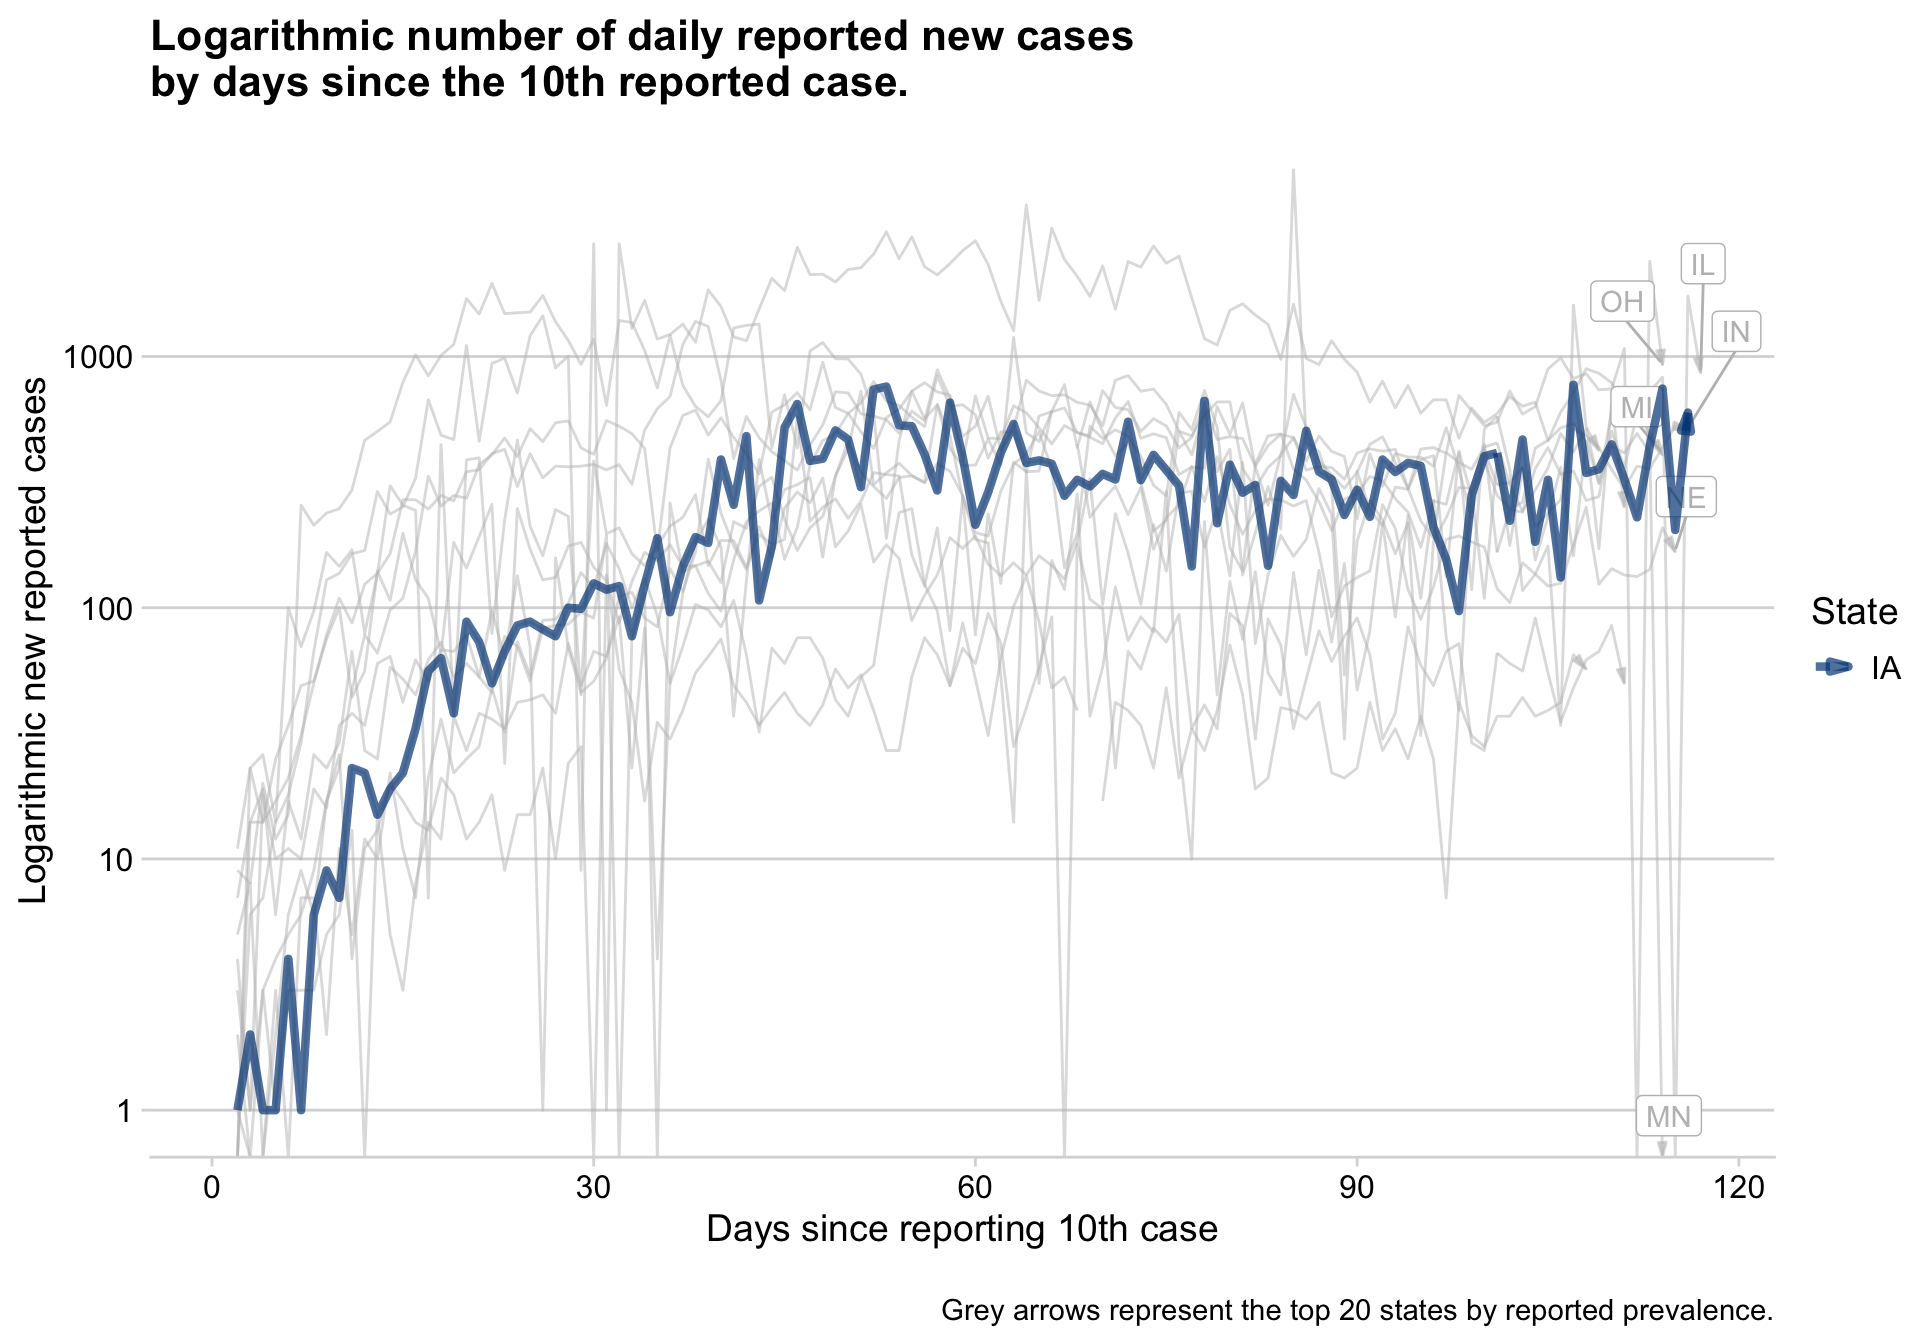 Logarithmic number of daily reported new cases
by days since the 10th reported case.
Logarithmic new reported cases
1000
100
10
1
IL
OH
IN
MI
NE
MN
State
IA
0
30
60
90
120
Days since reporting 10th case
Grey arrows represent the top 20 states by reported prevalence.